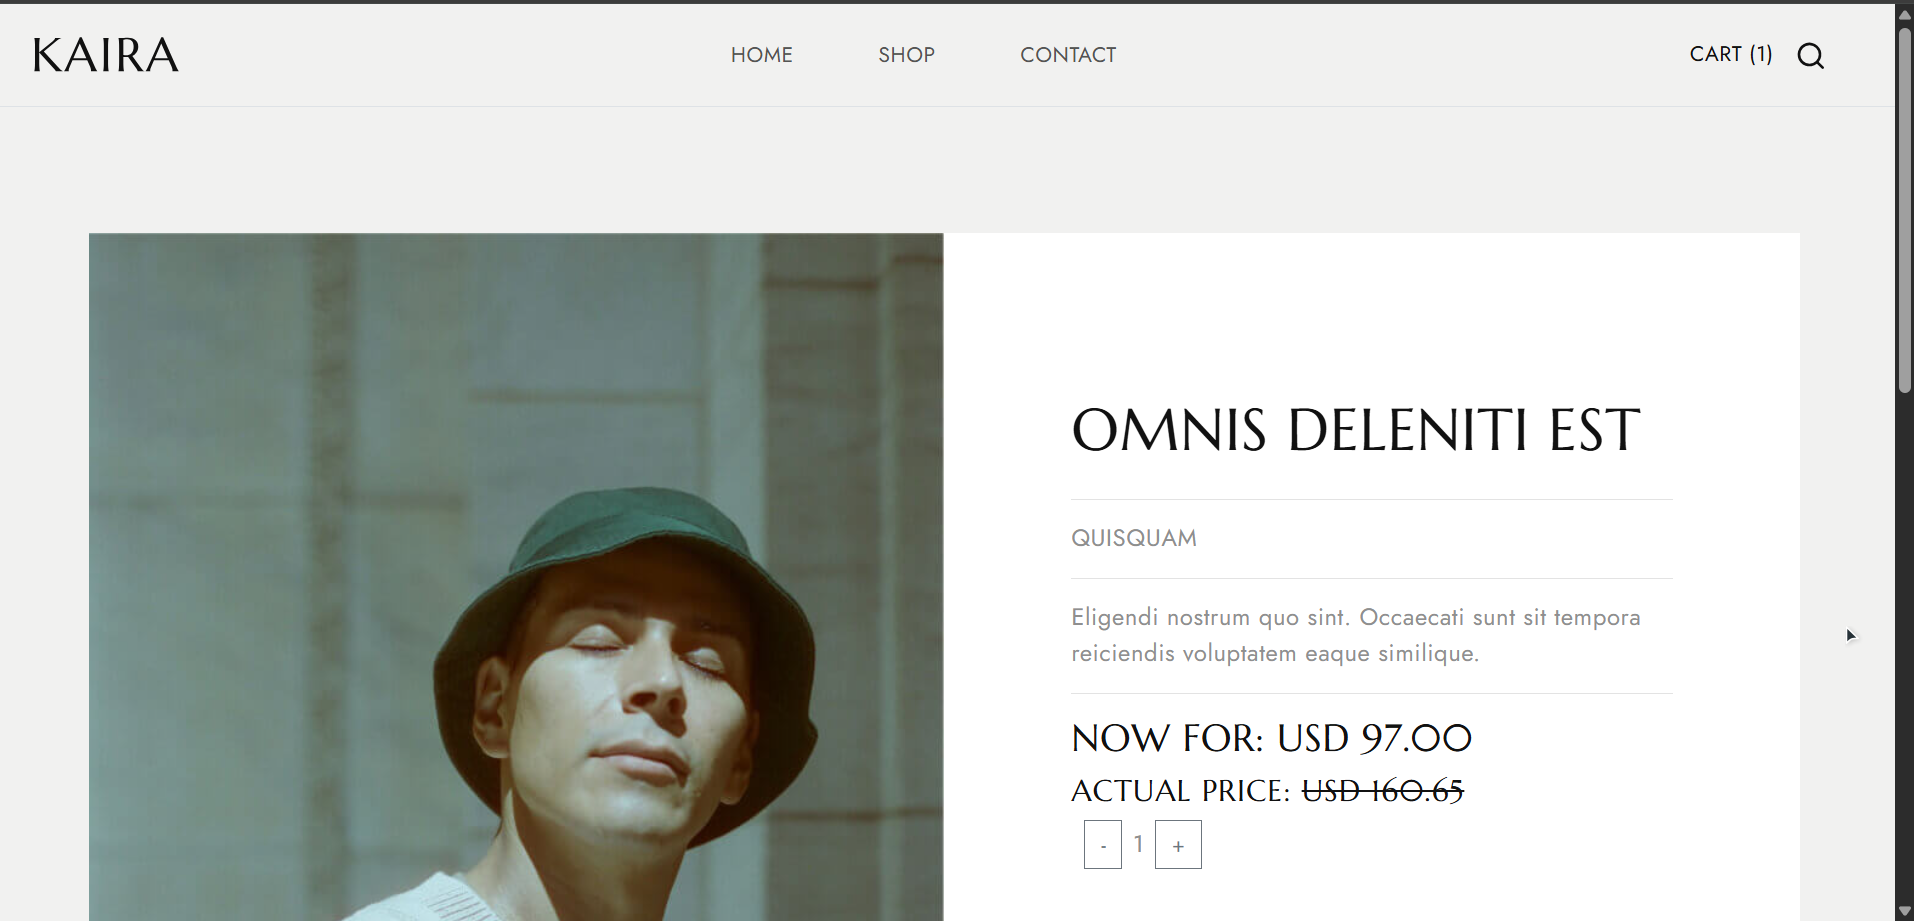 KAIRA
HOME SHOP CONTACT
CART (1)
OMNIS DELENITI EST
QUISQUAM
Eligendi nostrum quo sint. Occaecati sunt sit tempora
reiciendis voluptatem eaque similique.
NOW FOR: USD 97.00
ACTUAL PRICE: USD 160.65
- 1 +